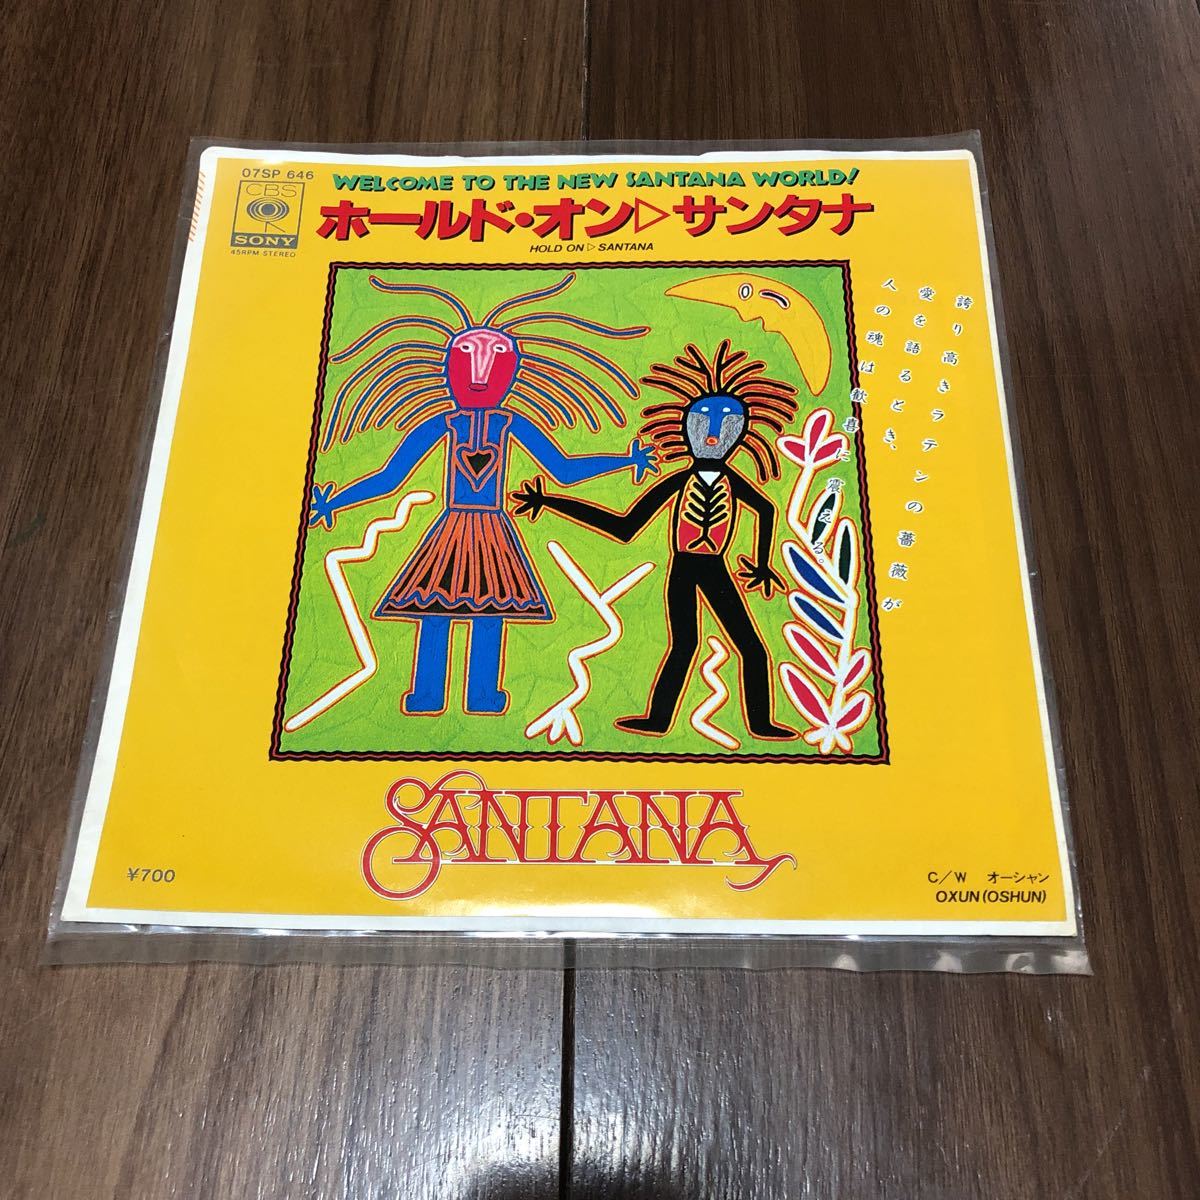 07SP 646
CBS
SONY
45RPM STEREO
WELCOME TO THE NEW SANTANA WORLD!
ホールド・オン▷サンタナ
HOLD ON ▷ SANTANA
誇り高きラテンの薔薇が
愛を語るとき、
人の魂は歓喜に震える。
SANTANA
¥700
C/W オーシャン
OXUN (OSHUN)